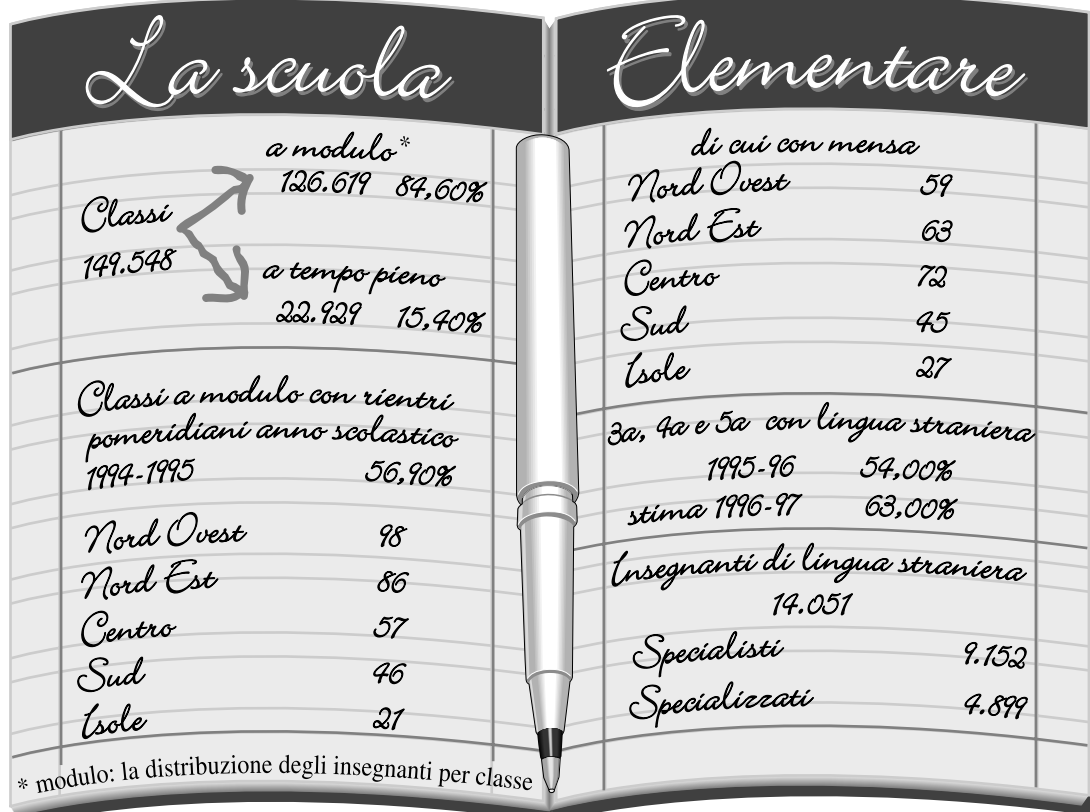 La scuola Elementare
a modulo*
126.619 84,60%
Classi
149.548
a tempo pieno
22.929 15,40%
Classi a modulo con rientri
pomeridiani anno scolastico
1994-1995 56,90%
Nord Ovest 98
Nord Est 86
Centro 57
Sud 46
Isole 21
* modulo: la distribuzione degli insegnanti per classe
di cui con mensa
Nord Ovest 59
Nord Est 63
Centro 72
Sud 45
Isole 27
3a, 4a e 5a con lingua straniera
1995-96 54,00%
stima 1996-97 63,00%
Insegnanti di lingua straniera
14.051
Specialisti 9.152
Specializzati 4.899